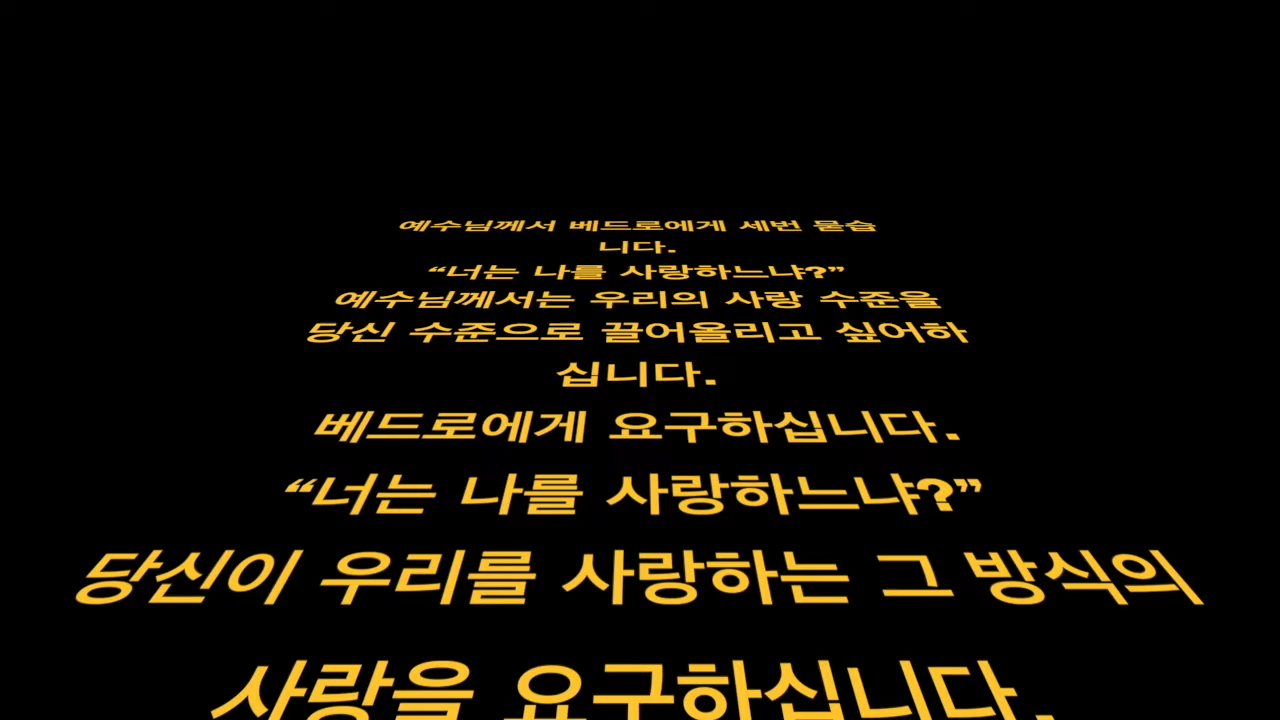 예수님께서 베드로에게 세번 묻습
니다.
“너는 나를 사랑하느냐?”
예수님께서는 우리의 사랑 수준을
당신 수준으로 끌어올리고 싶어하
십니다.
베드로에게 요구하십니다.
“너는 나를 사랑하느냐?”
당신이 우리를 사랑하는 그 방식의
사랑을 요구하십니다.